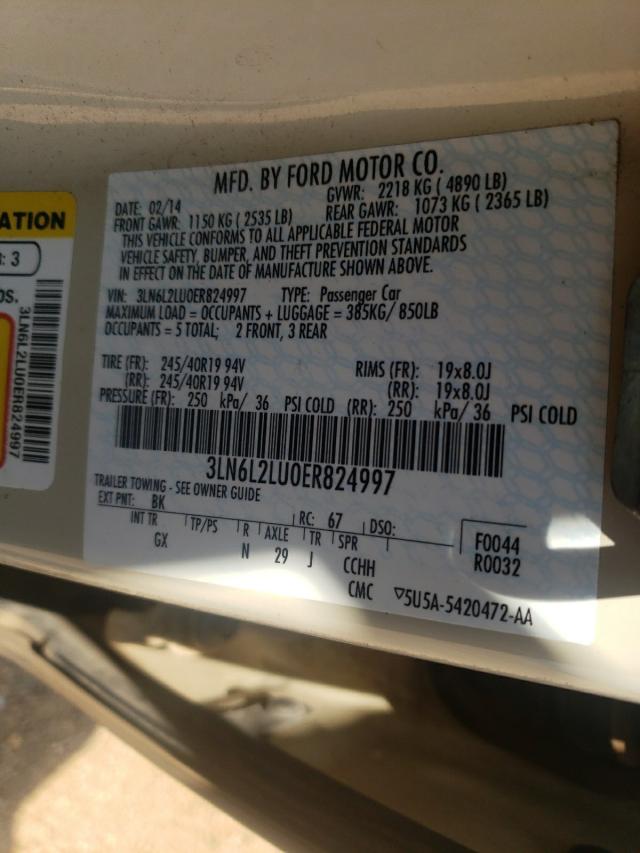 MFD. BY FORD MOTOR CO.
DATE: 02/14 GVWR: 2218 KG ( 4890 LB)
FRONT GAWR: 1150 KG ( 2535 LB) REAR GAWR: 1073 KG ( 2365 LB)
THIS VEHICLE CONFORMS TO ALL APPLICABLE FEDERAL MOTOR
VEHICLE SAFETY, BUMPER, AND THEFT PREVENTION STANDARDS
IN EFFECT ON THE DATE OF MANUFACTURE SHOWN ABOVE.
VIN: 3LN6L2LU0ER824997 TYPE: Passenger Car
MAXIMUM LOAD = OCCUPANTS + LUGGAGE = 385KG/ 850LB
OCCUPANTS = 5 TOTAL; 2 FRONT, 3 REAR
TIRE (FR): 245/40R19 94V RIMS (FR): 19x8.0J
(RR): 245/40R19 94V (RR): 19x8.0J
PRESSURE (FR): 250 kPa/ 36 PSI COLD (RR): 250 kPa/ 36 PSI COLD
3LN6L2LU0ER824997
TRAILER TOWING - SEE OWNER GUIDE
EXT PNT: BK RC: 67 DSO:
INT TR TP/PS R AXLE TR SPR
GX N 29 J CCHH
CMC
F0044
R0032
▽5U5A-5420472-AA
ATION
: 3
OS.
3LN6L2LU0ER824997